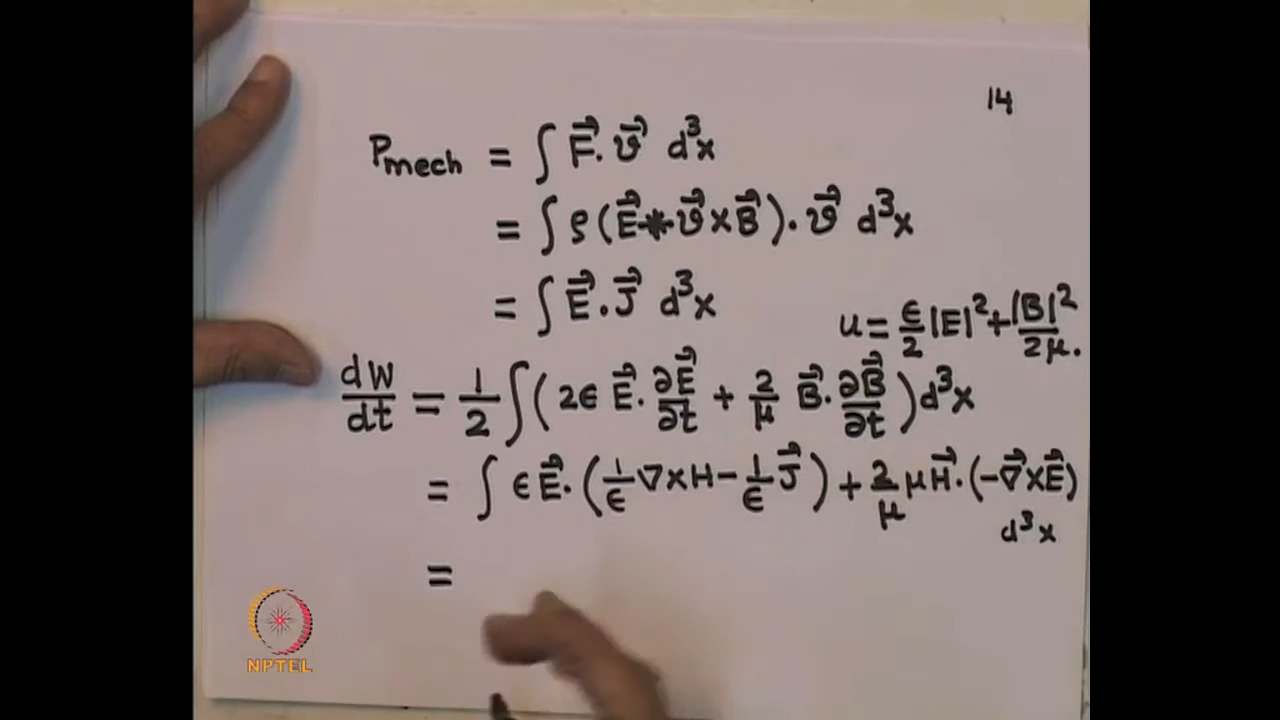 14
P_mech = ∫ F⃗ . v⃗ d³x
= ∫ ρ (E⃗ + v⃗ × B⃗) . v⃗ d³x
= ∫ E⃗ . J⃗ d³x
u = ϵ/2 |E|² + |B|²/2μ .
dW/dt = 1/2 ∫ ( 2ϵ E⃗ . ∂E⃗/∂t + 2/μ B⃗ . ∂B⃗/∂t ) d³x
= ∫ ϵ E⃗ . ( 1/ϵ ∇ × H - 1/ϵ J⃗ ) + 2/μ μ H⃗ . (-∇⃗ × E⃗)
d³x
=
NPTEL